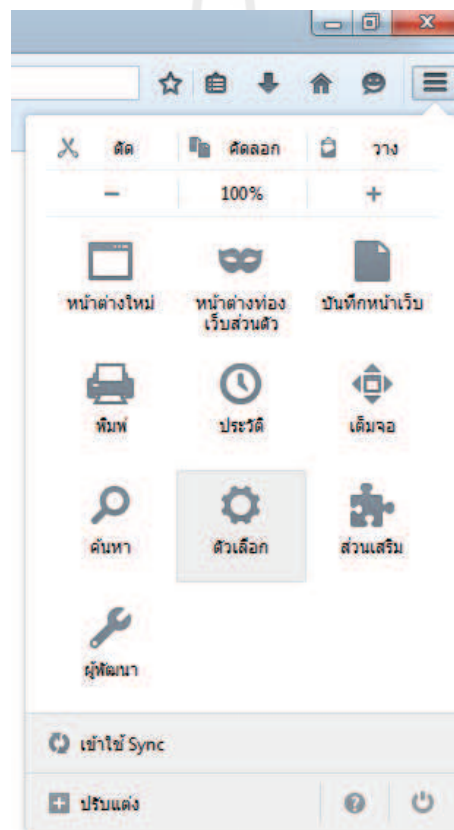 ตัด คัดลอก วาง
− 100% +
หน้าต่างใหม่ หน้าต่างท่อง บันทึกหน้าเว็บ
เว็บส่วนตัว
พิมพ์ ประวัติ เต็มจอ
ค้นหา ตัวเลือก ส่วนเสริม
ผู้พัฒนา
เข้าใช้ Sync
ปรับแต่ง